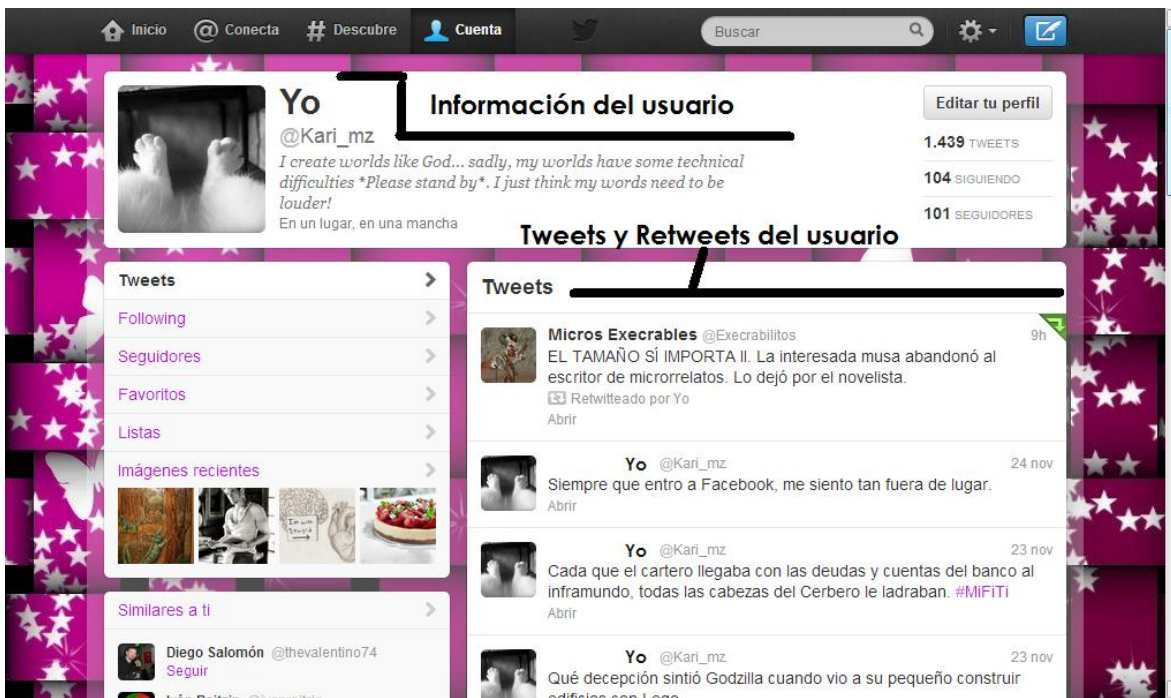 Inicio
@ Conecta
# Descubre
Cuenta
Buscar
Yo
Información del usuario
Editar tu perfil
@Kari_mz
1.439 TWEETS
I create worlds like God... sadly, my worlds have some technical
difficulties *Please stand by*. I just think my words need to be
louder!
104 SIGUIENDO
En un lugar, en una mancha
101 SEGUIDORES
Tweets y Retweets del usuario
Tweets
Following
Seguidores
Favoritos
Listas
Imágenes recientes
Similares a ti
Diego Salomón @thevalentino74
Seguir
Tweets
Micros Execrables @Execrabilitos 9h
EL TAMAÑO SÍ IMPORTA II. La interesada musa abandonó al
escritor de microrrelatos. Lo dejó por el novelista.
Retwitteado por Yo
Abrir
Yo @Kari_mz 24 nov
Siempre que entro a Facebook, me siento tan fuera de lugar.
Abrir
Yo @Kari_mz 23 nov
Cada que el cartero llegaba con las deudas y cuentas del banco al
inframundo, todas las cabezas del Cerbero le ladraban. #MiFiTi
Abrir
Yo @Kari_mz 23 nov
Qué decepción sintió Godzilla cuando vio a su pequeño construir